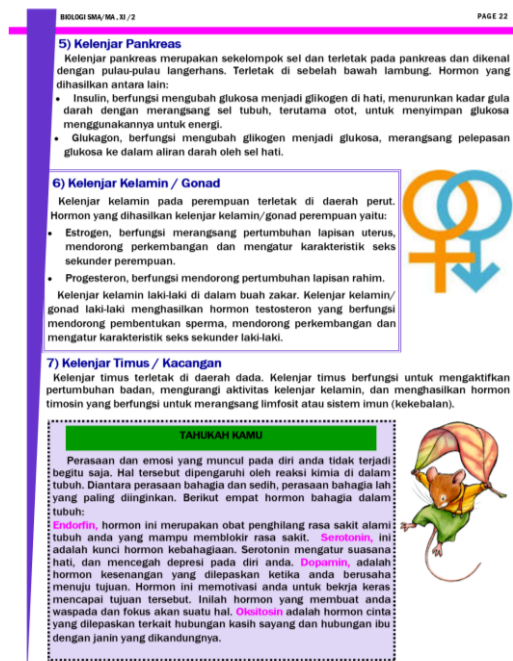 BIOLOGI SMA/MA, XI /2
PAGE 22
5) Kelenjar Pankreas
Kelenjar pankreas merupakan sekelompok sel dan terletak pada pankreas dan dikenal
dengan pulau-pulau langerhans. Terletak di sebelah bawah lambung. Hormon yang
dihasilkan antara lain:
• Insulin, berfungsi mengubah glukosa menjadi glikogen di hati, menurunkan kadar gula
darah dengan merangsang sel tubuh, terutama otot, untuk menyimpan glukosa
menggunakannya untuk energi.
• Glukagon, berfungsi mengubah glikogen menjadi glukosa, merangsang pelepasan
glukosa ke dalam aliran darah oleh sel hati.
6) Kelenjar Kelamin / Gonad
Kelenjar kelamin pada perempuan terletak di daerah perut.
Hormon yang dihasilkan kelenjar kelamin/gonad perempuan yaitu:
• Estrogen, berfungsi merangsang pertumbuhan lapisan uterus,
mendorong perkembangan dan mengatur karakteristik seks
sekunder perempuan.
• Progesteron, berfungsi mendorong pertumbuhan lapisan rahim.
Kelenjar kelamin laki-laki di dalam buah zakar. Kelenjar kelamin/
gonad laki-laki menghasilkan hormon testosteron yang berfungsi
mendorong pembentukan sperma, mendorong perkembangan dan
mengatur karakteristik seks sekunder laki-laki.
7) Kelenjar Timus / Kacangan
Kelenjar timus terletak di daerah dada. Kelenjar timus berfungsi untuk mengaktifkan
pertumbuhan badan, mengurangi aktivitas kelenjar kelamin, dan menghasilkan hormon
timosin yang berfungsi untuk merangsang limfosit atau sistem imun (kekebalan).
TAHUKAH KAMU
Perasaan dan emosi yang muncul pada diri anda tidak terjadi
begitu saja. Hal tersebut dipengaruhi oleh reaksi kimia di dalam
tubuh. Diantara perasaan bahagia dan sedih, perasaan bahagia lah
yang paling diinginkan. Berikut empat hormon bahagia dalam
tubuh:
Endorfin, hormon ini merupakan obat penghilang rasa sakit alami
tubuh anda yang mampu memblokir rasa sakit. Serotonin, ini
adalah kunci hormon kebahagiaan. Serotonin mengatur suasana
hati, dan mencegah depresi pada diri anda. Dopamin, adalah
hormon kesenangan yang dilepaskan ketika anda berusaha
menuju tujuan. Hormon ini memotivasi anda untuk bekrja keras
mencapai tujuan tersebut. Inilah hormon yang membuat anda
waspada dan fokus akan suatu hal. Oksitosin adalah hormon cinta
yang dilepaskan terkait hubungan kasih sayang dan hubungan ibu
dengan janin yang dikandungnya.